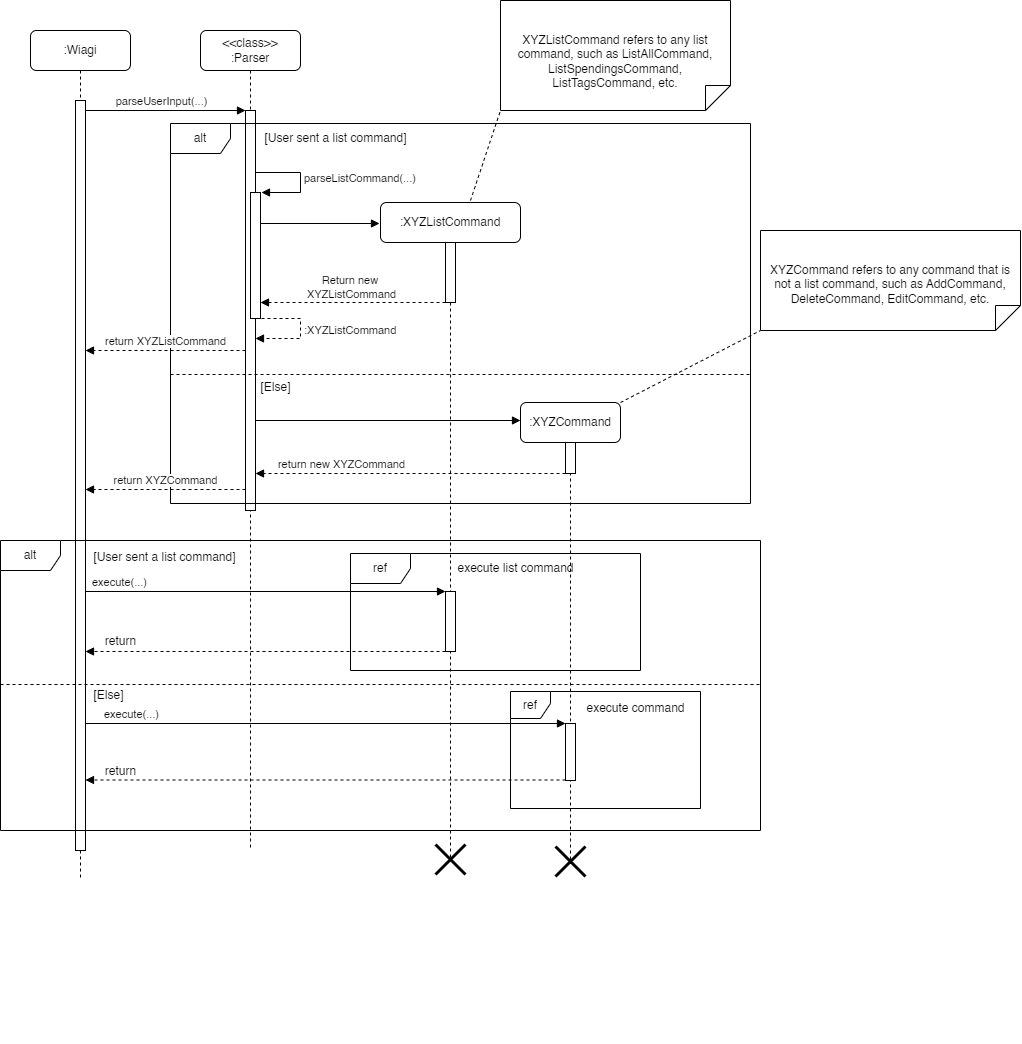 XYZListCommand refers to any list
command, such as ListAllCommand,
ListSpendingsCommand,
ListTagsCommand, etc.
:Wiagi
<<class>>
:Parser
parseUserInput(...)
alt
[User sent a list command]
parseListCommand(...)
:XYZListCommand
XYZCommand refers to any command that is
not a list command, such as AddCommand,
DeleteCommand, EditCommand, etc.
Return new
XYZListCommand
:XYZListCommand
return XYZListCommand
[Else]
:XYZCommand
return new XYZCommand
return XYZCommand
alt
[User sent a list command]
ref
execute list command
execute(...)
return
[Else]
ref
execute command
execute(...)
return